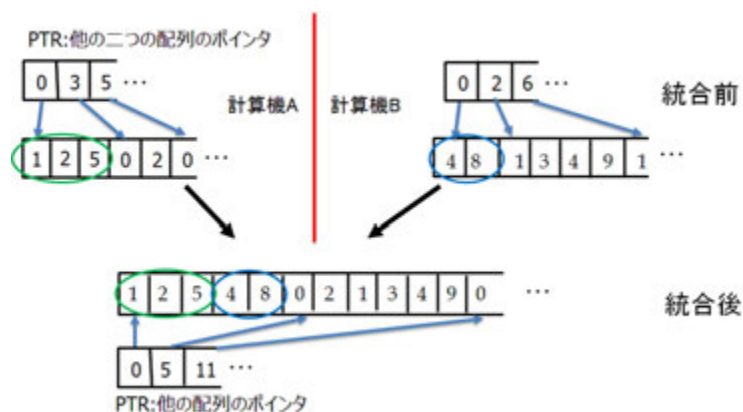 PTR:他の二つの配列のポインタ
0 3 5 …
0 2 6 …
計算機A
計算機B
統合前
1 2 5 0 2 0 …
4 8 1 3 4 9 1 …
1 2 5 4 8 0 2 1 3 4 9 0 …
統合後
0 5 11 …
PTR:他の配列のポインタ